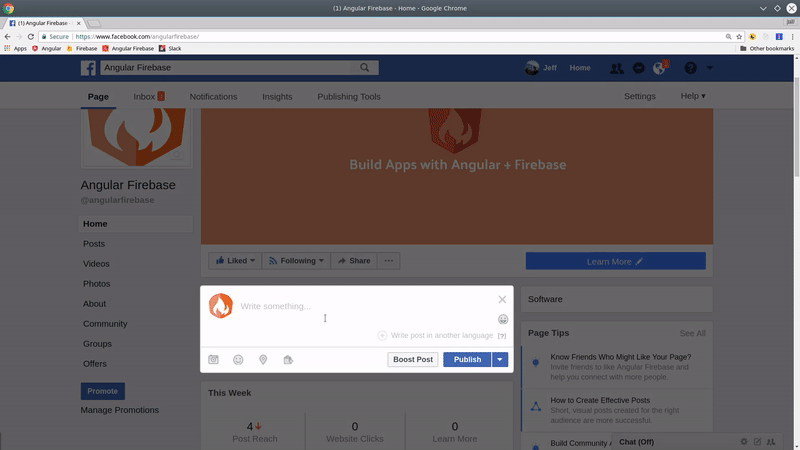 (1) Angular Firebase - Home - Google Chrome
(1) Angular Firebase -
Jeff
Secure
https://www.facebook.com/angularfirebase/
Apps
Angular
Firebase
Angular Firebase
Slack
Other bookmarks
Angular Firebase
Jeff
Home
Page
Inbox
Notifications
Insights
Publishing Tools
Settings
Help
Build Apps with Angular + Firebase
Angular Firebase
@angularfirebase
Home
Posts
Videos
Photos
About
Community
Groups
Offers
Promote
Manage Promotions
Liked
Following
Share
Learn More
Write something...
Write post in another language [?]
Boost Post
Publish
This Week
4
Post Reach
0
Website Clicks
0
Learn More
Software
Page Tips
See All
Know Friends Who Might Like Your Page?
Invite friends to like Angular Firebase and
help you connect with more people.
How to Create Effective Posts
Short, visual posts created for the right
audience are more successful.
Build Community
Chat (Off)